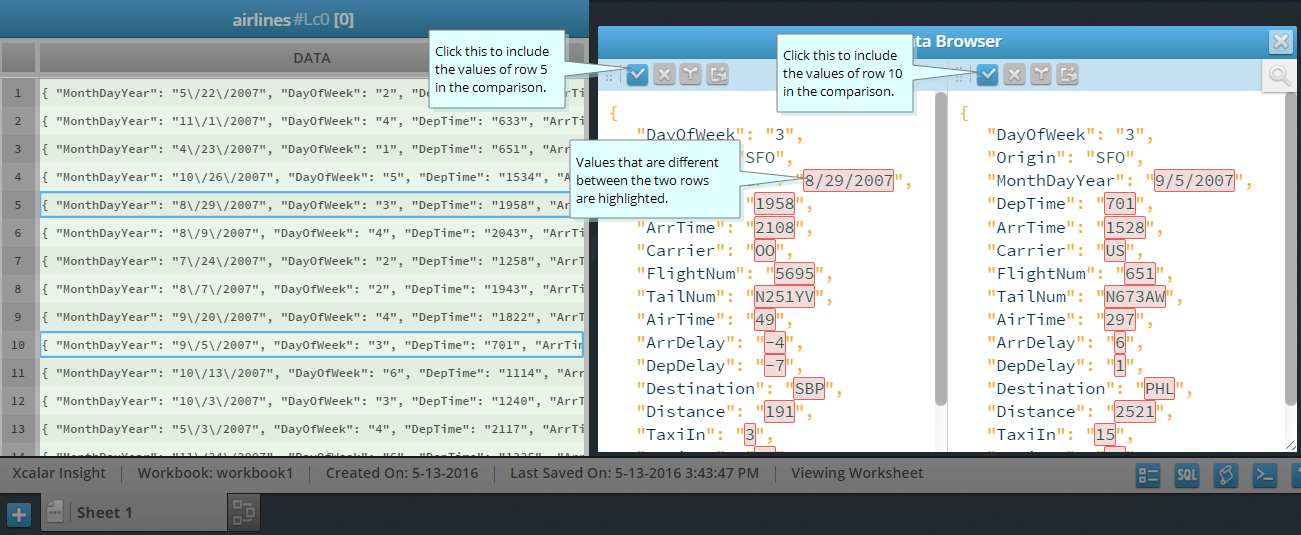 airlines #Lc0 [0]
DATA
1 { "MonthDayYear": "5\/22\/2007", "DayOfWeek": "2", "De
2 { "MonthDayYear": "11\/1\/2007", "DayOfWeek": "4", "DepTime": "633", "ArrTi
3 { "MonthDayYear": "4\/23\/2007", "DayOfWeek": "1", "DepTime": "651", "ArrTi
4 { "MonthDayYear": "10\/26\/2007", "DayOfWeek": "5", "DepTime": "1534", "Ar
5 { "MonthDayYear": "8\/29\/2007", "DayOfWeek": "3", "DepTime": "1958", "Ar
6 { "MonthDayYear": "8\/9\/2007", "DayOfWeek": "4", "DepTime": "2043", "ArrTi
7 { "MonthDayYear": "7\/24\/2007", "DayOfWeek": "2", "DepTime": "1258", "Arr
8 { "MonthDayYear": "8\/7\/2007", "DayOfWeek": "2", "DepTime": "1943", "ArrTi
9 { "MonthDayYear": "9\/20\/2007", "DayOfWeek": "4", "DepTime": "1822", "Arr
10 { "MonthDayYear": "9\/5\/2007", "DayOfWeek": "3", "DepTime": "701", "ArrTim
11 { "MonthDayYear": "10\/13\/2007", "DayOfWeek": "6", "DepTime": "1114", "Arr
12 { "MonthDayYear": "10\/3\/2007", "DayOfWeek": "3", "DepTime": "1240", "Arr
13 { "MonthDayYear": "5\/3\/2007", "DayOfWeek": "4", "DepTime": "2117", "ArrTi
Click this to include
the values of row 5
in the comparison.
ta Browser
Click this to include
the values of row 10
in the comparison.
{
"DayOfWeek": "3",
"SFO",
Values that are different
between the two rows
are highlighted.
"8/29/2007",
"1958",
"ArrTime": "2108",
"Carrier": "OO",
"FlightNum": "5695",
"TailNum": "N251YV",
"AirTime": "49",
"ArrDelay": "-4",
"DepDelay": "-7",
"Destination": "SBP",
"Distance": "191",
"TaxiIn": "3",
{
"DayOfWeek": "3",
"Origin": "SFO",
"MonthDayYear": "9/5/2007",
"DepTime": "701",
"ArrTime": "1528",
"Carrier": "US",
"FlightNum": "651",
"TailNum": "N673AW",
"AirTime": "297",
"ArrDelay": "6",
"DepDelay": "1",
"Destination": "PHL",
"Distance": "2521",
"TaxiIn": "15",
Xcalar Insight Workbook: workbook1 Created On: 5-13-2016 Last Saved On: 5-13-2016 3:43:47 PM Viewing Worksheet
SQL
Sheet 1